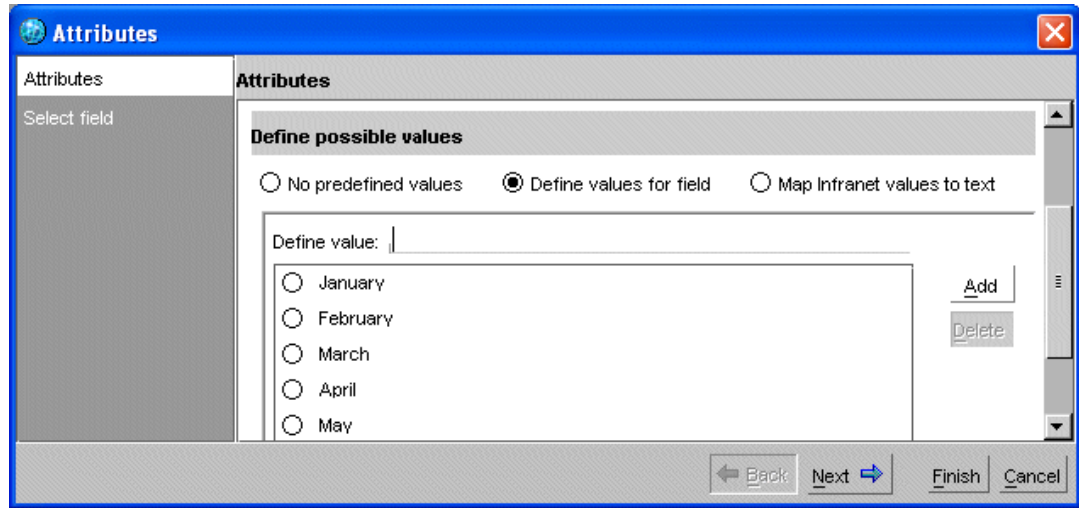 Attributes
Attributes
Select field
Attributes
Define possible values
No predefined values
Define values for field
Map Infranet values to text
Define value:
January
February
March
April
May
Add
Delete
Back
Next
Finish
Cancel